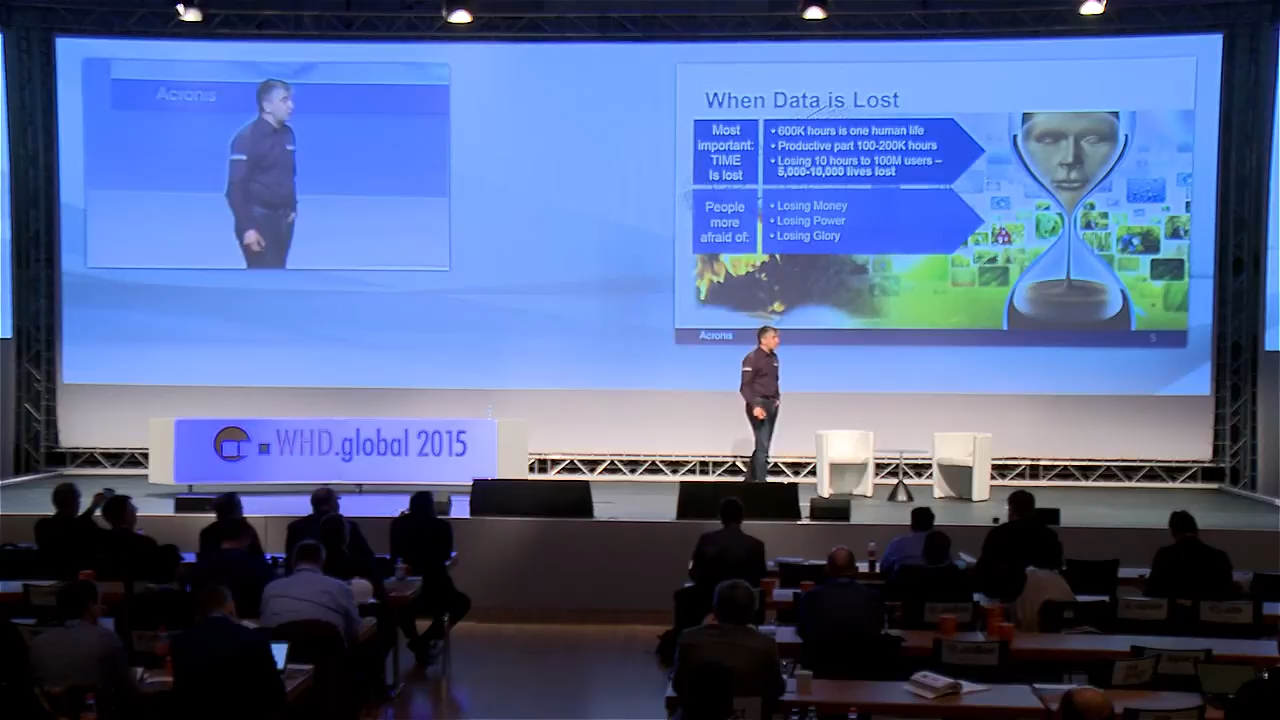 Acronis
When Data is Lost
Most
important:
TIME
Is lost
• 600K hours is one human life
• Productive part 100-200K hours
• Losing 10 hours to 100M users –
5,000-10,000 lives lost
People
more
afraid of:
• Losing Money
• Losing Power
• Losing Glory
Acronis
5
WHD.global 2015